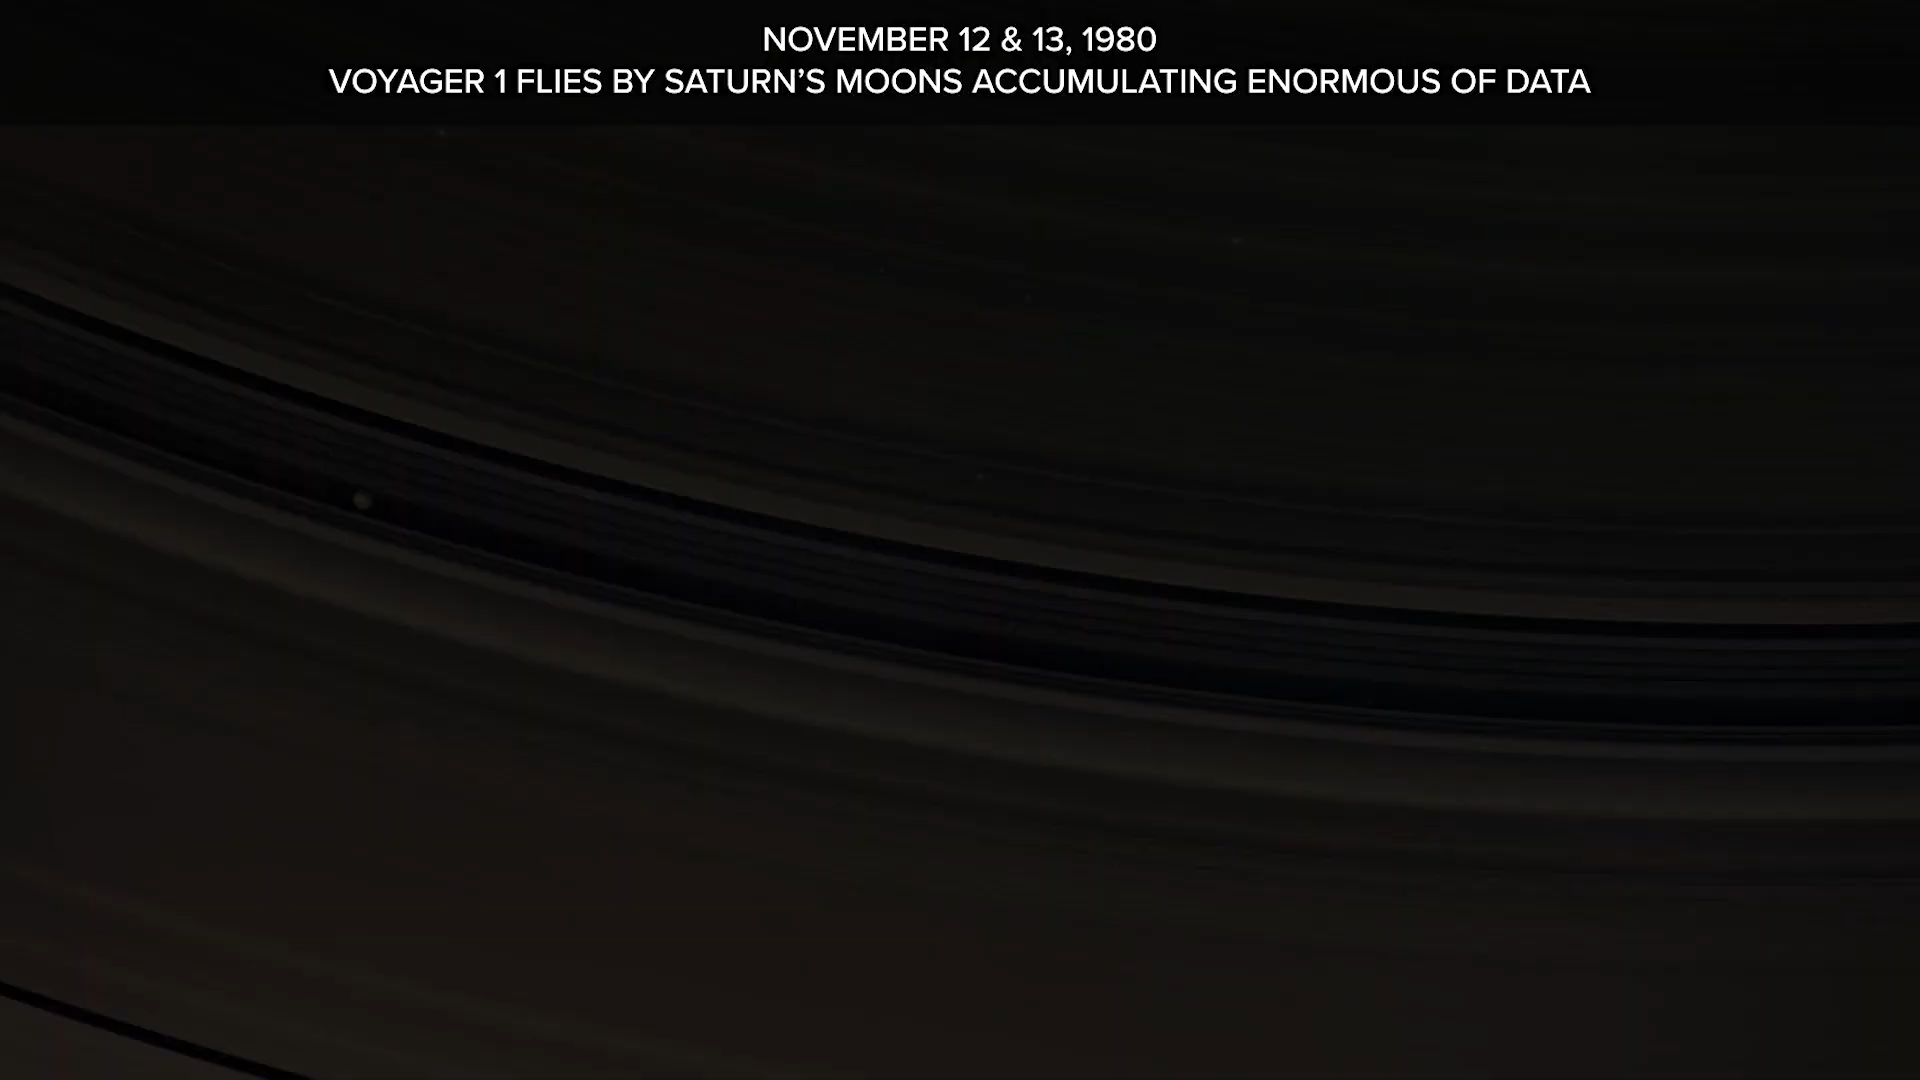 NOVEMBER 12 & 13, 1980
VOYAGER 1 FLIES BY SATURN’S MOONS ACCUMULATING ENORMOUS OF DATA